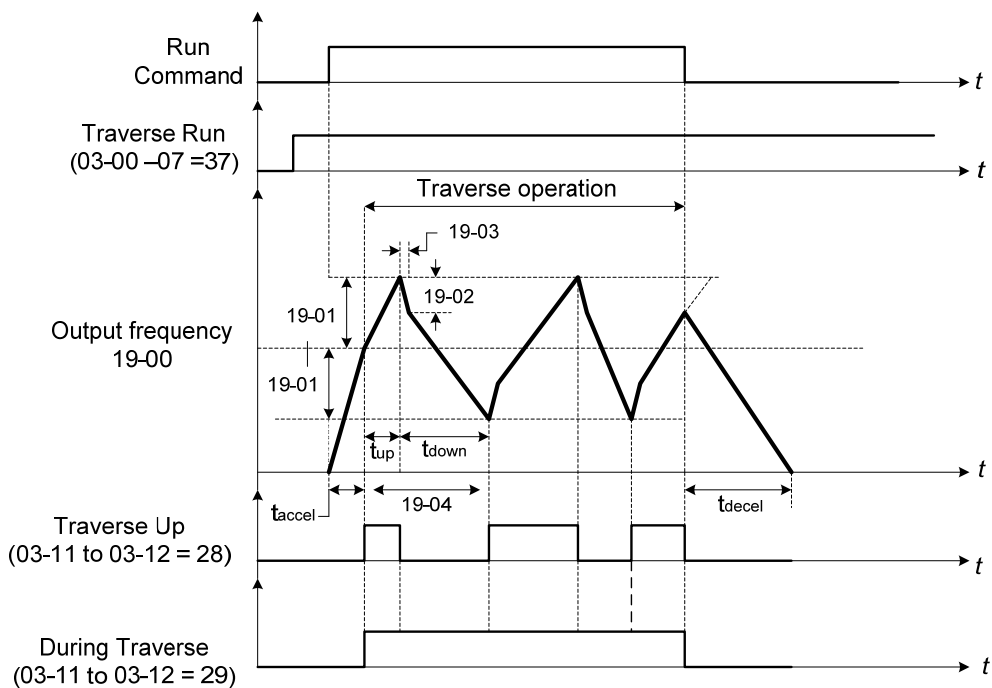 Run
Command
t
Traverse Run
(03-00 –07 =37)
t
Traverse operation
19-03
19-02
19-01
Output frequency
19-00
19-01
tup
tdown
t
taccel
19-04
tdecel
Traverse Up
(03-11 to 03-12 = 28)
t
During Traverse
(03-11 to 03-12 = 29)
t